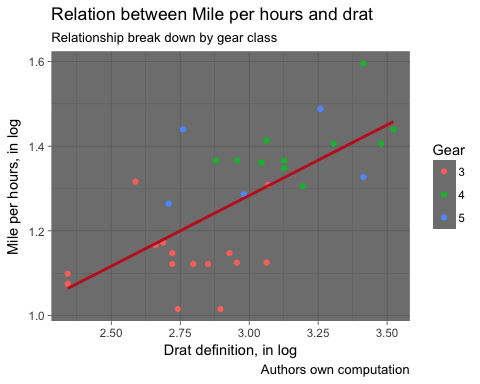 Relation between Mile per hours and drat
Relationship break down by gear class
Mile per hours, in log
1.6
1.4
1.2
1.0
2.50 2.75 3.00 3.25 3.50
Drat definition, in log
Authors own computation
Gear
3
4
5